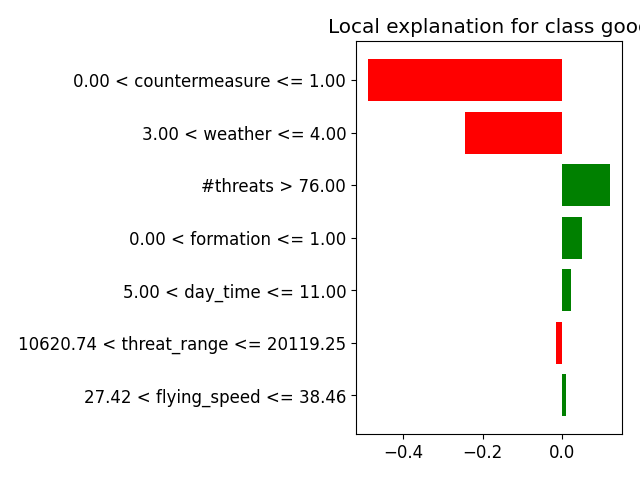 Local explanation for class goo
0.00 < countermeasure <= 1.00
3.00 < weather <= 4.00
#threats > 76.00
0.00 < formation <= 1.00
5.00 < day_time <= 11.00
10620.74 < threat_range <= 20119.25
27.42 < flying_speed <= 38.46
−0.4 −0.2 0.0